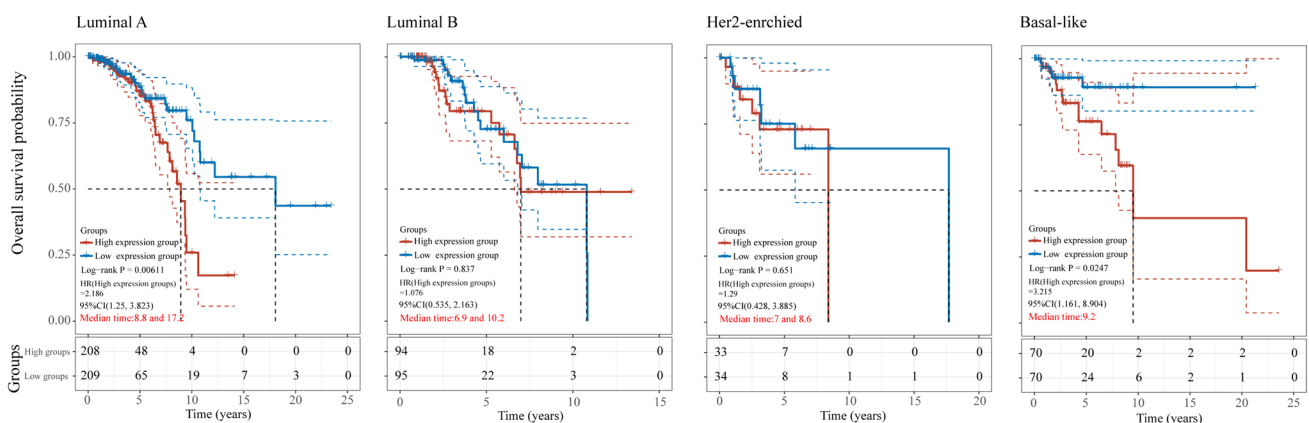 Luminal A
Luminal B
Her2-enrchied
Basal-like
Overall survival probability
1.00
0.75
0.50
0.25
0.00
Groups
High expression group
Low expression group
Log-rank P = 0.00611
HR(High expression groups)
=2.186
95%CI(1.25, 3.823)
Median time:8.8 and 17.2
Groups
High expression group
Low expression group
Log-rank P = 0.837
HR(High expression groups)
=1.076
95%CI(0.535, 2.163)
Median time:6.9 and 10.2
Groups
High expression group
Low expression group
Log-rank P = 0.651
HR(High expression groups)
=1.29
95%CI(0.428, 3.885)
Median time:7 and 8.6
Groups
High expression group
Low expression group
Log-rank P = 0.0247
HR(High expression groups)
=3.215
95%CI(1.161, 8.904)
Median time:9.2
Groups
High groups 208 48 4 0 0 0
Low groups 209 65 19 7 3 0
0 5 10 15 20 25
Time (years)
94 18 2 0
95 22 3 0
0 5 10 15
Time (years)
33 7 0 0 0
34 8 1 1 0
0 5 10 15 20
Time (years)
70 20 2 2 2 0
70 24 6 2 1 0
0 5 10 15 20 25
Time (years)